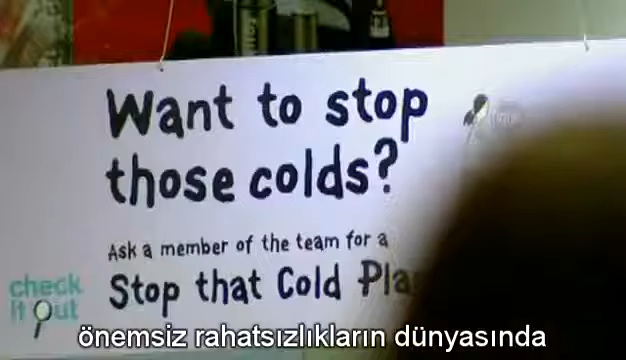 Want to stop
those colds?
Ask a member of the team for a
Stop that Cold
check
it out
önemsiz rahatsızlıkların dünyasında